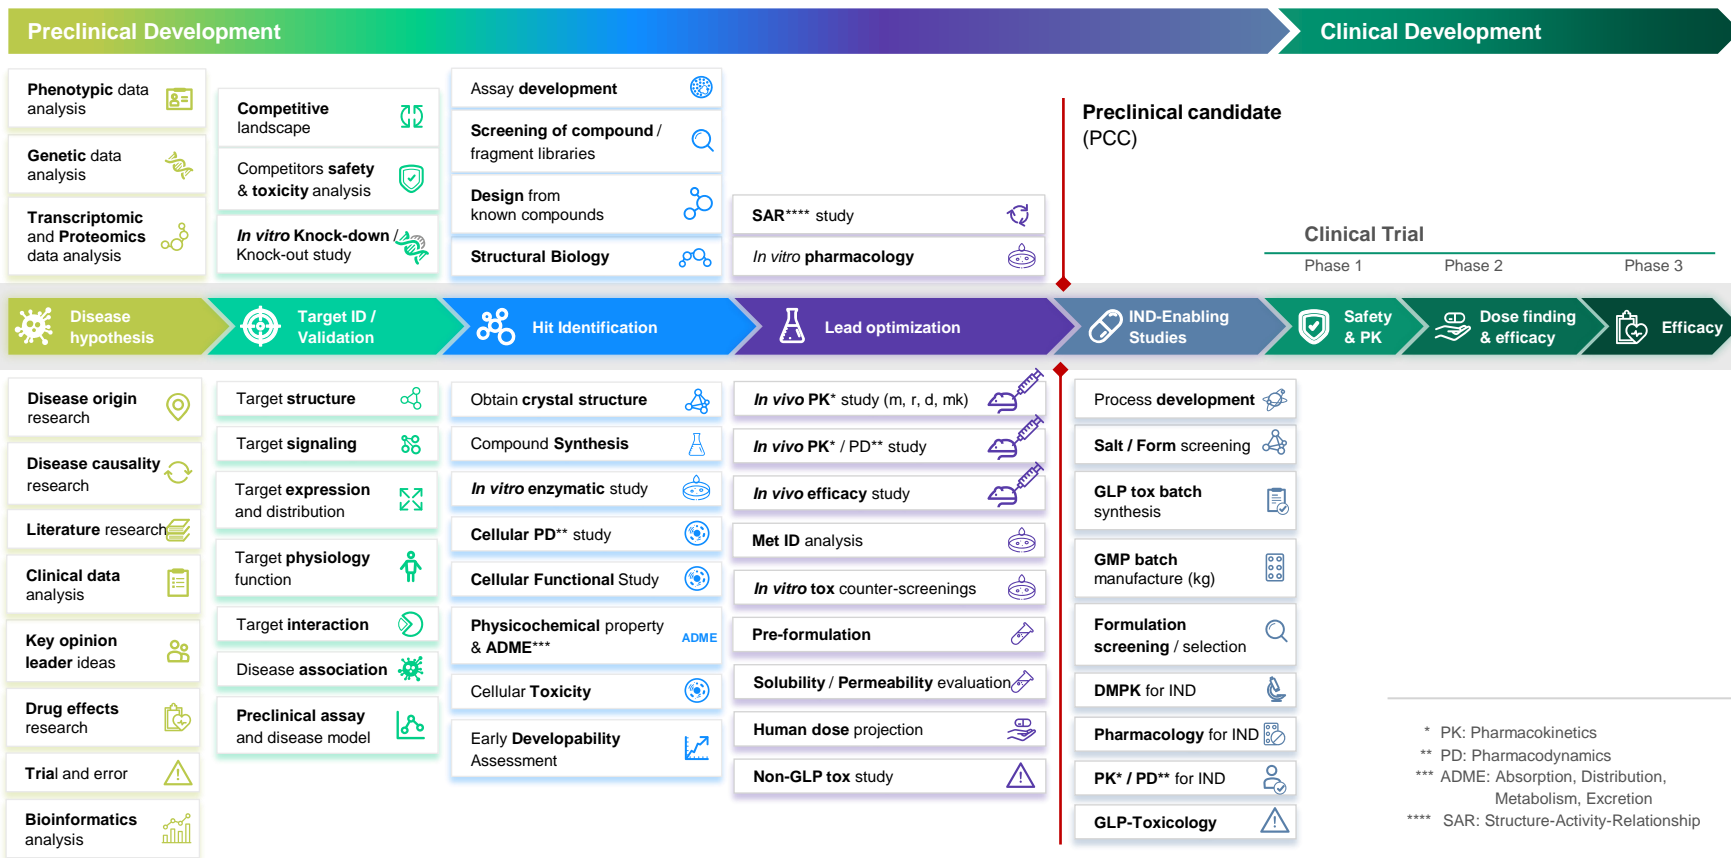 Preclinical Development
Clinical Development
Phenotypic data
analysis
Genetic data
analysis
Transcriptomic
and Proteomics
data analysis
Competitive
landscape
Competitors safety
& toxicity analysis
In vitro Knock-down /
Knock-out study
Assay development
Screening of compound /
fragment libraries
Design from
known compounds
Structural Biology
SAR**** study
In vitro pharmacology
Preclinical candidate
(PCC)
Clinical Trial
Phase 1
Phase 2
Phase 3
Disease
hypothesis
Target ID /
Validation
Hit Identification
Lead optimization
IND-Enabling
Studies
Safety
& PK
Dose finding
& efficacy
Efficacy
Disease origin
research
Disease causality
research
Literature research
Clinical data
analysis
Key opinion
leader ideas
Drug effects
research
Trial and error
Bioinformatics
analysis
Target structure
Target signaling
Target expression
and distribution
Target physiology
function
Target interaction
Disease association
Preclinical assay
and disease model
Obtain crystal structure
Compound Synthesis
In vitro enzymatic study
Cellular PD** study
Cellular Functional Study
Physicochemical property
& ADME***
ADME
Cellular Toxicity
Early Developability
Assessment
In vivo PK* study (m, r, d, mk)
In vivo PK* / PD** study
In vivo efficacy study
Met ID analysis
In vitro tox counter-screenings
Pre-formulation
Solubility / Permeability evaluation
Human dose projection
Non-GLP tox study
Process development
Salt / Form screening
GLP tox batch
synthesis
GMP batch
manufacture (kg)
Formulation
screening / selection
DMPK for IND
Pharmacology for IND
PK* / PD** for IND
GLP-Toxicology
* PK: Pharmacokinetics
** PD: Pharmacodynamics
*** ADME: Absorption, Distribution,
Metabolism, Excretion
**** SAR: Structure-Activity-Relationship